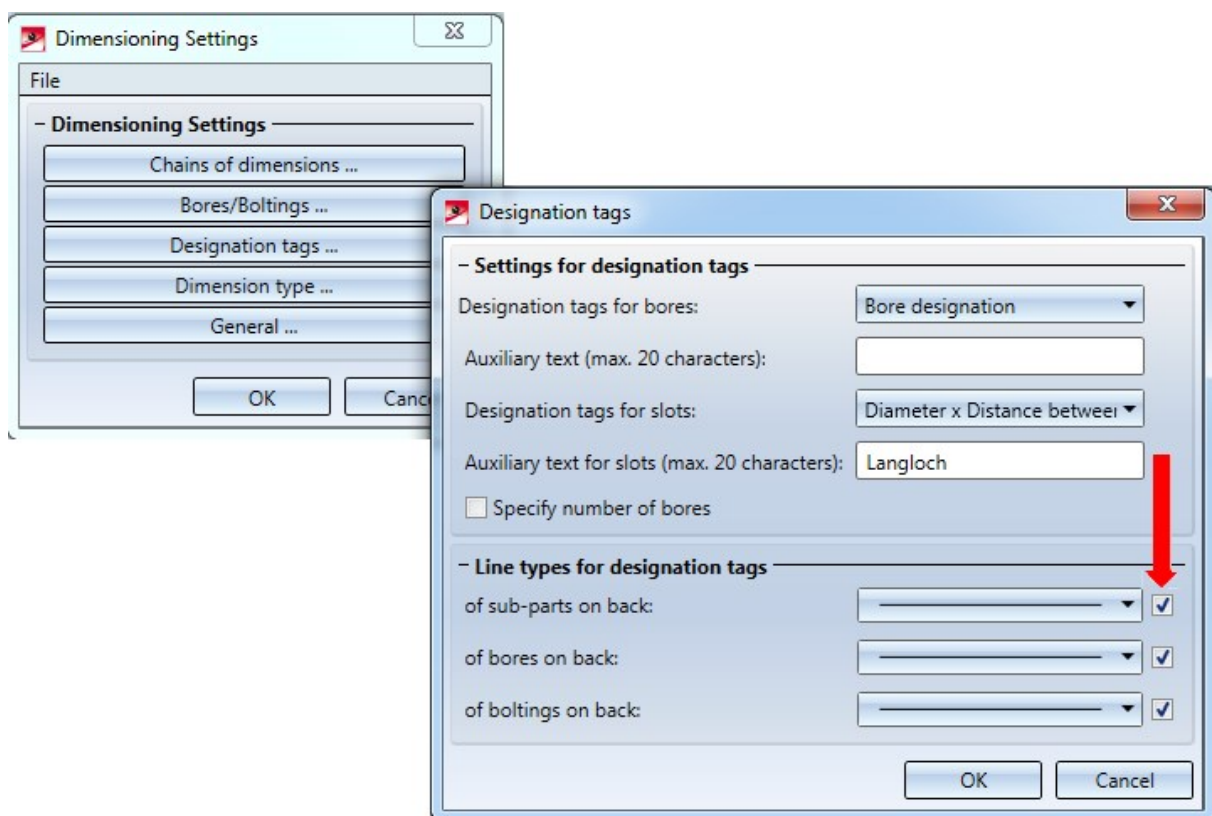 Dimensioning Settings
File
– Dimensioning Settings
Chains of dimensions ...
Bores/Boltings ...
Designation tags ...
Dimension type ...
General ...
OK Canc
Designation tags
– Settings for designation tags
Designation tags for bores: Bore designation
Auxiliary text (max. 20 characters):
Designation tags for slots: Diameter x Distance betweer
Auxiliary text for slots (max. 20 characters): Langloch
Specify number of bores
– Line types for designation tags
of sub-parts on back:
of bores on back:
of boltings on back:
OK Cancel